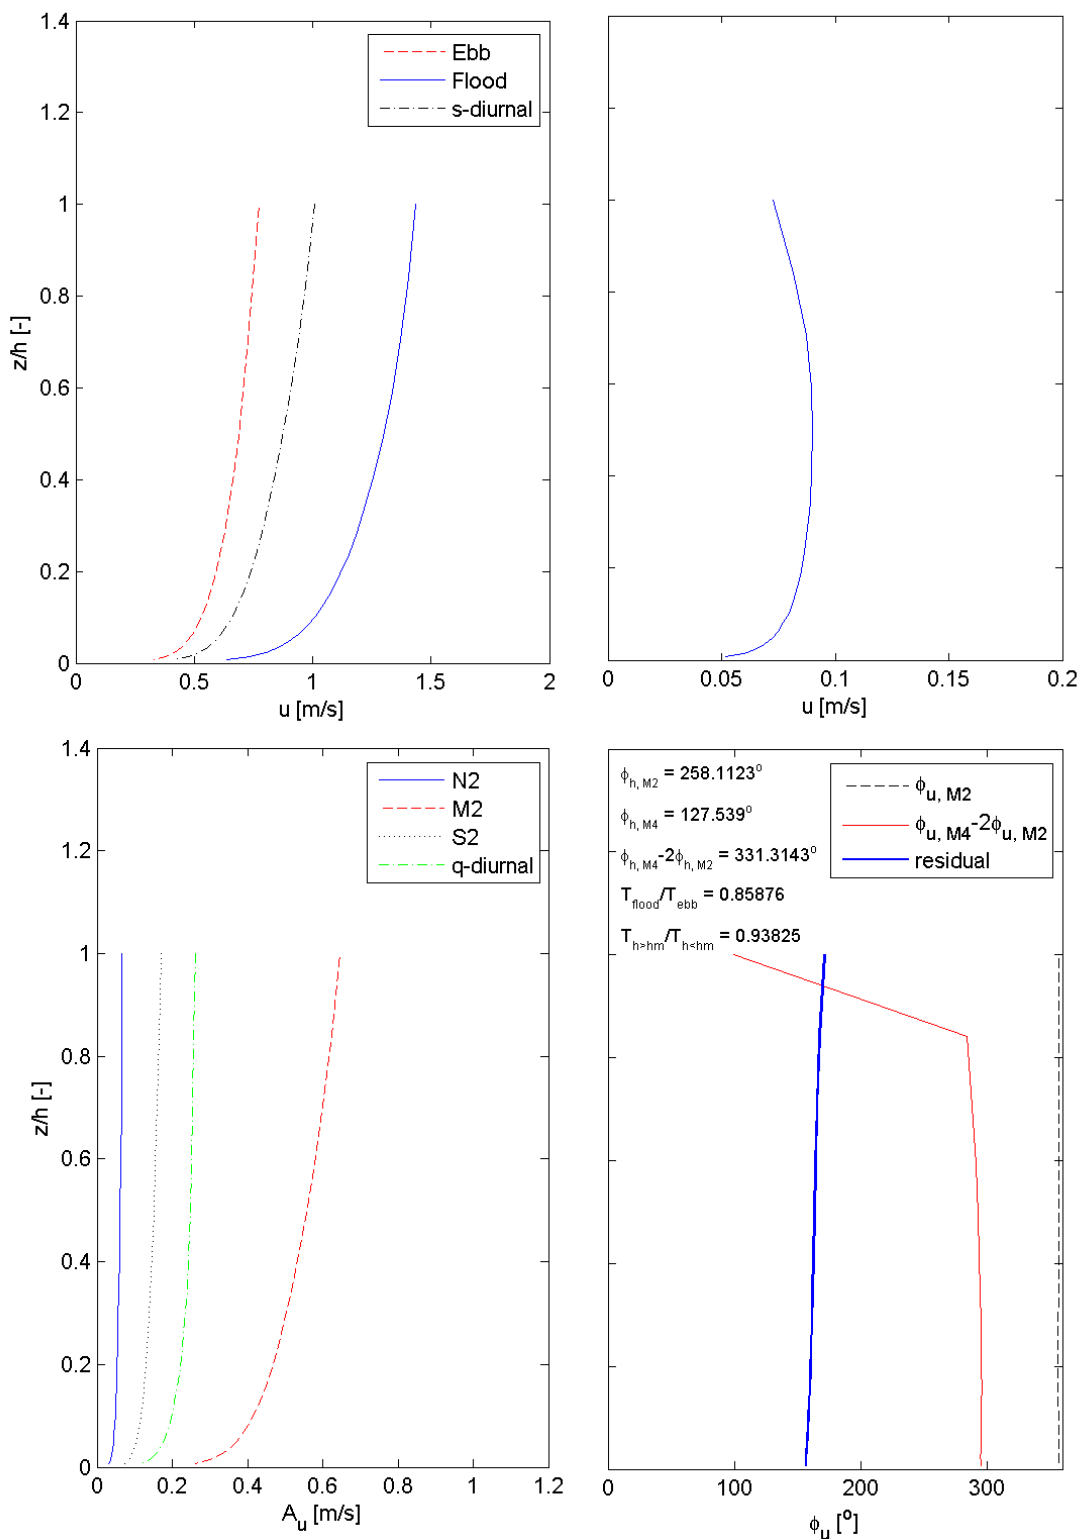 1.4
1.2
1
0.8
0.6
0.4
0.2
0
z/h [-]
Ebb
Flood
s-diurnal
0
0.5
1
1.5
2
u [m/s]
0
0.05
0.1
0.15
0.2
u [m/s]
1.4
1.2
1
0.8
0.6
0.4
0.2
0
z/h [-]
N2
M2
S2
q-diurnal
0
0.2
0.4
0.6
0.8
1
1.2
A_u [m/s]
ϕ_h, M2 = 258.1123°
ϕ_h, M4 = 127.539°
ϕ_h, M4-2ϕ_h, M2 = 331.3143°
T_flood/T_ebb = 0.85876
T_h>hm/T_h<hm = 0.93825
ϕ_u, M2
ϕ_u, M4-2ϕ_u, M2
residual
0
100
200
300
ϕ_u [°]